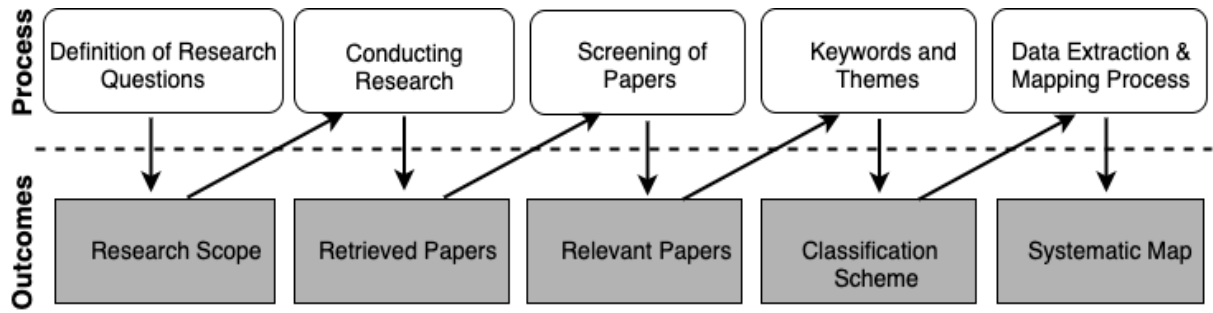 Process
Definition of Research
Questions
Conducting
Research
Screening of
Papers
Keywords and
Themes
Data Extraction &
Mapping Process
Outcomes
Research Scope
Retrieved Papers
Relevant Papers
Classification
Scheme
Systematic Map